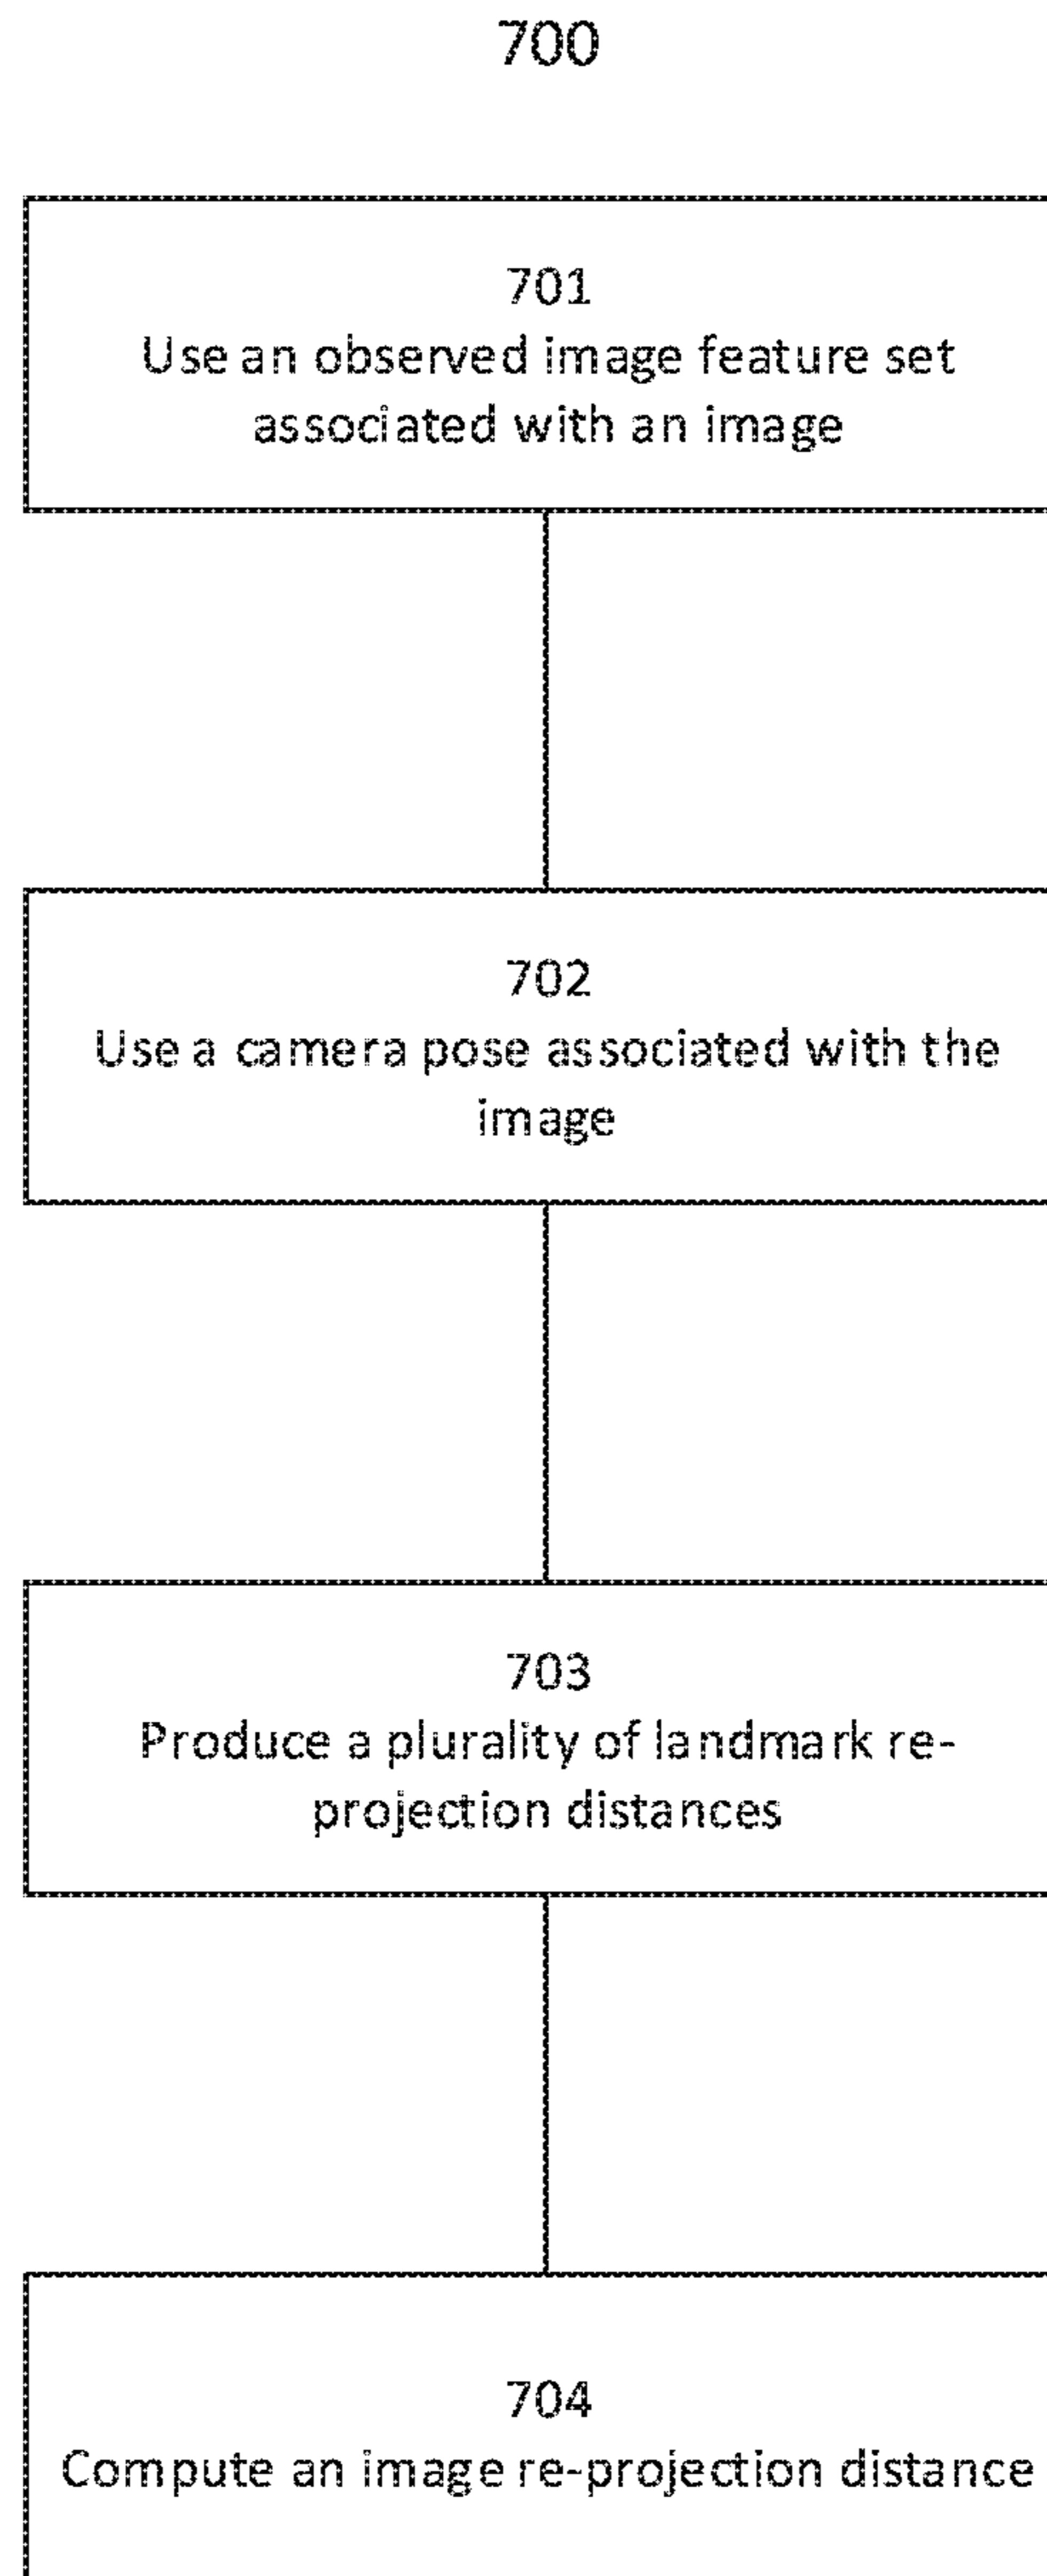 700
701
Use an observed image feature set
associated with an image
702
Use a camera pose associated with the
image
703
Produce a plurality of landmark re-
projection distances
704
Compute an image re-projection distance